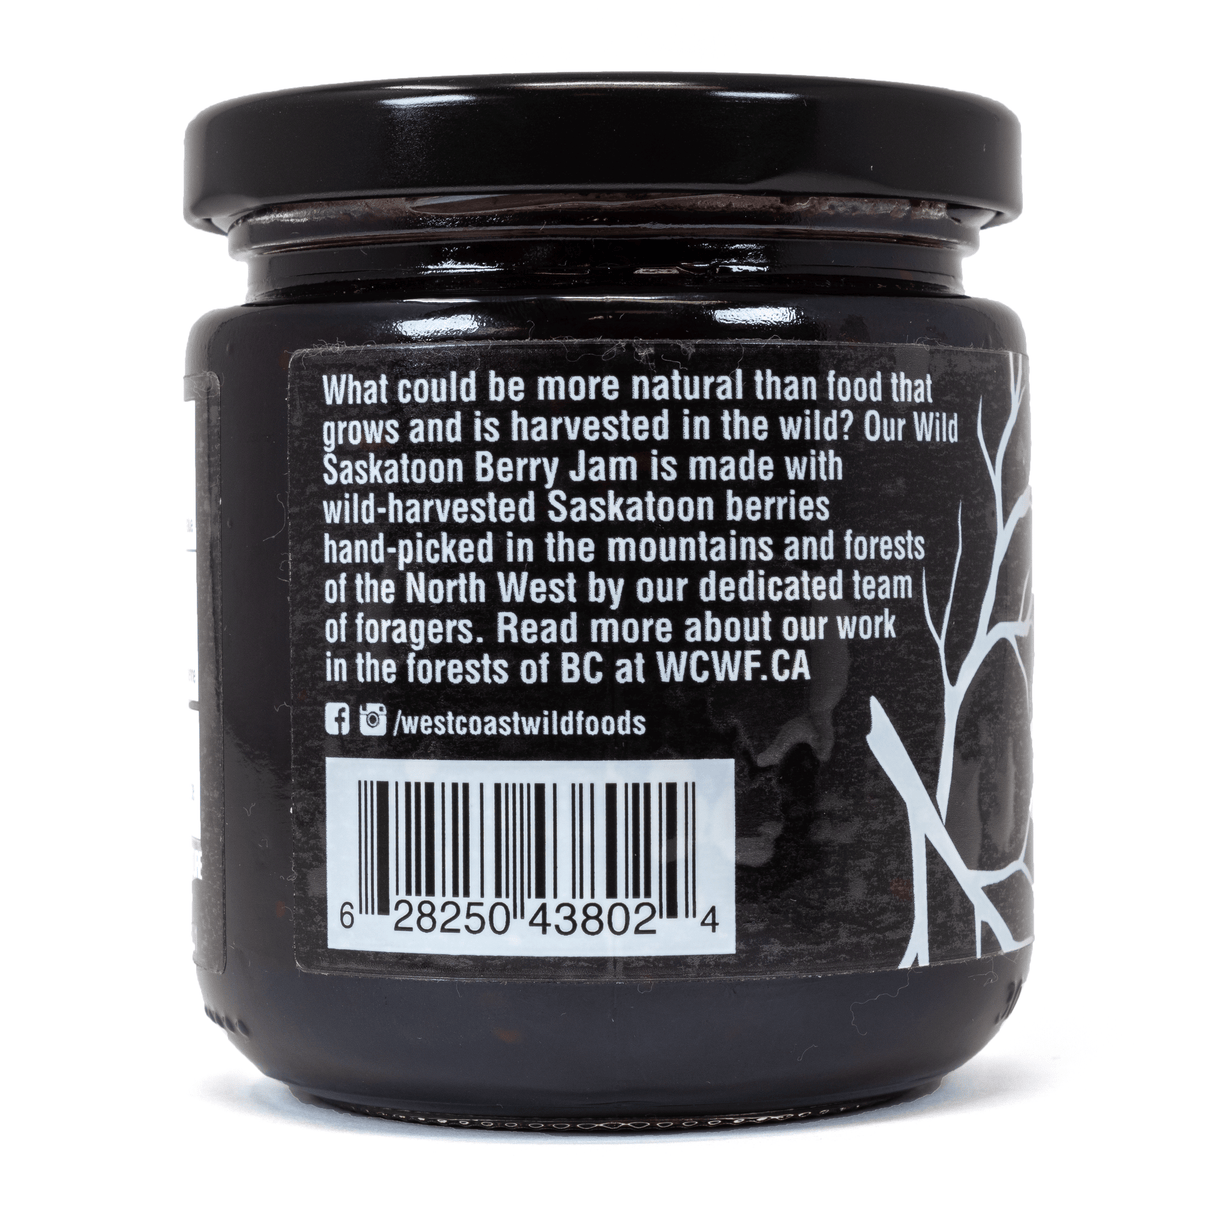 What could be more natural than food that
grows and is harvested in the wild? Our Wild
Saskatoon Berry Jam is made with
wild-harvested Saskatoon berries
hand-picked in the mountains and forests
of the North West by our dedicated team
of foragers. Read more about our work
in the forests of BC at WCWF.CA
/westcoastwildfoods
6 28250 43802 4